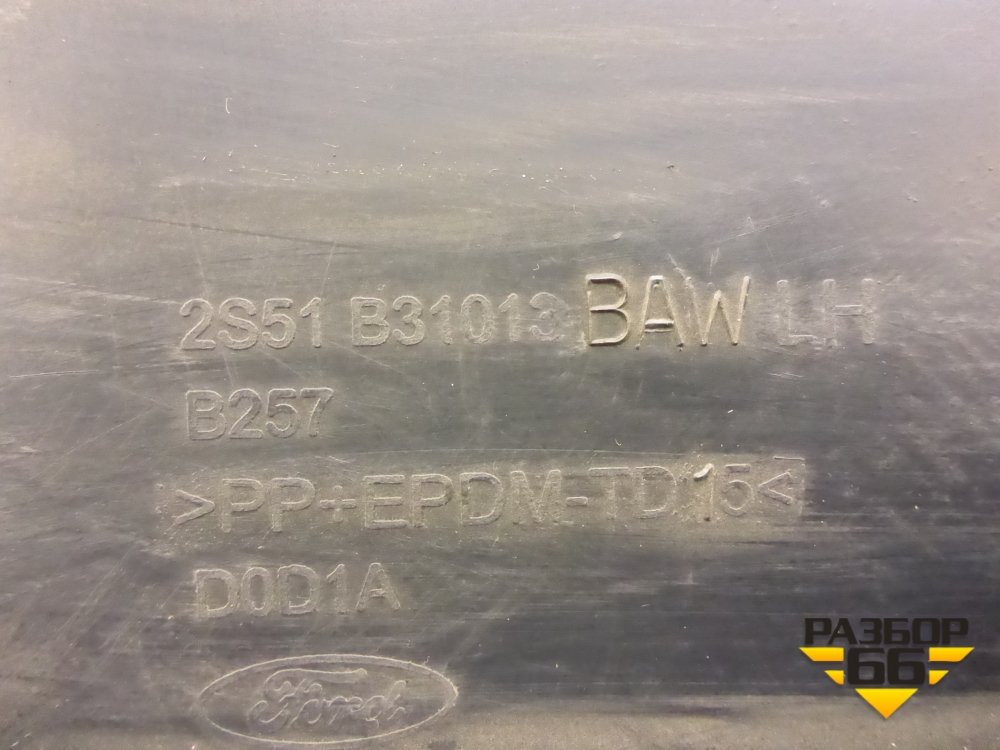 2S51 B31013 BAW LH
B257
>PP+EPDM-TD15<
D0D1A
Ford
РАЗБОР
66